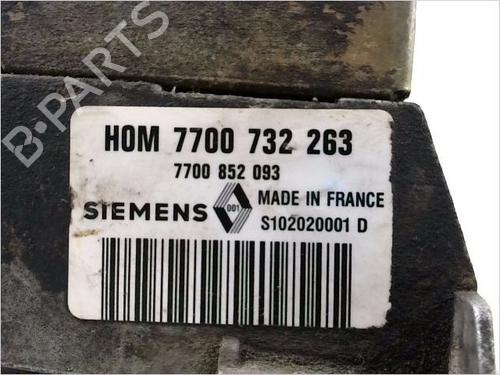 B-PARTS
HOM 7700 732 263
7700 852 093
SIEMENS 001 MADE IN FRANCE
S102020001 D